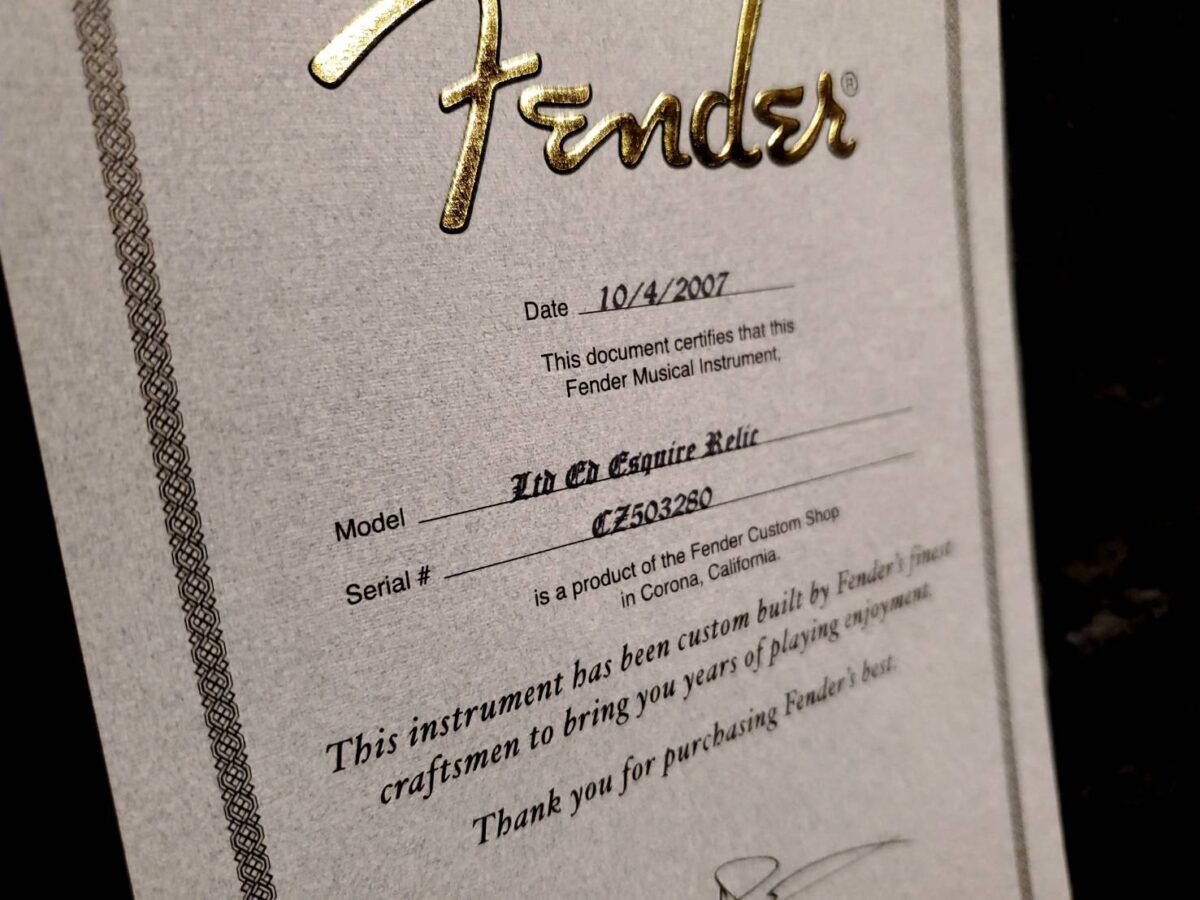 Fender®
Date 10/4/2007
This document certifies that this
Fender Musical Instrument,
Model Ltd Ed Esquire Relic
Serial # CZ503280
is a product of the Fender Custom Shop
in Corona, California.
This instrument has been custom built by Fender's finest
craftsmen to bring you years of playing enjoyment.
Thank you for purchasing Fender's best.